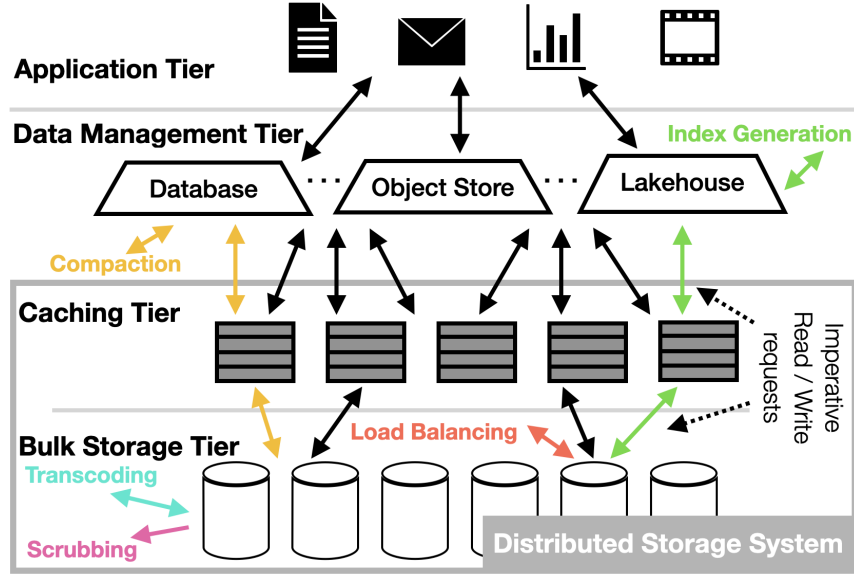 Application Tier
Data Management Tier
Index Generation
Database
...
Object Store
...
Lakehouse
Compaction
Caching Tier
Imperative
Read / Write
requests
Load Balancing
Bulk Storage Tier
Transcoding
Scrubbing
Distributed Storage System